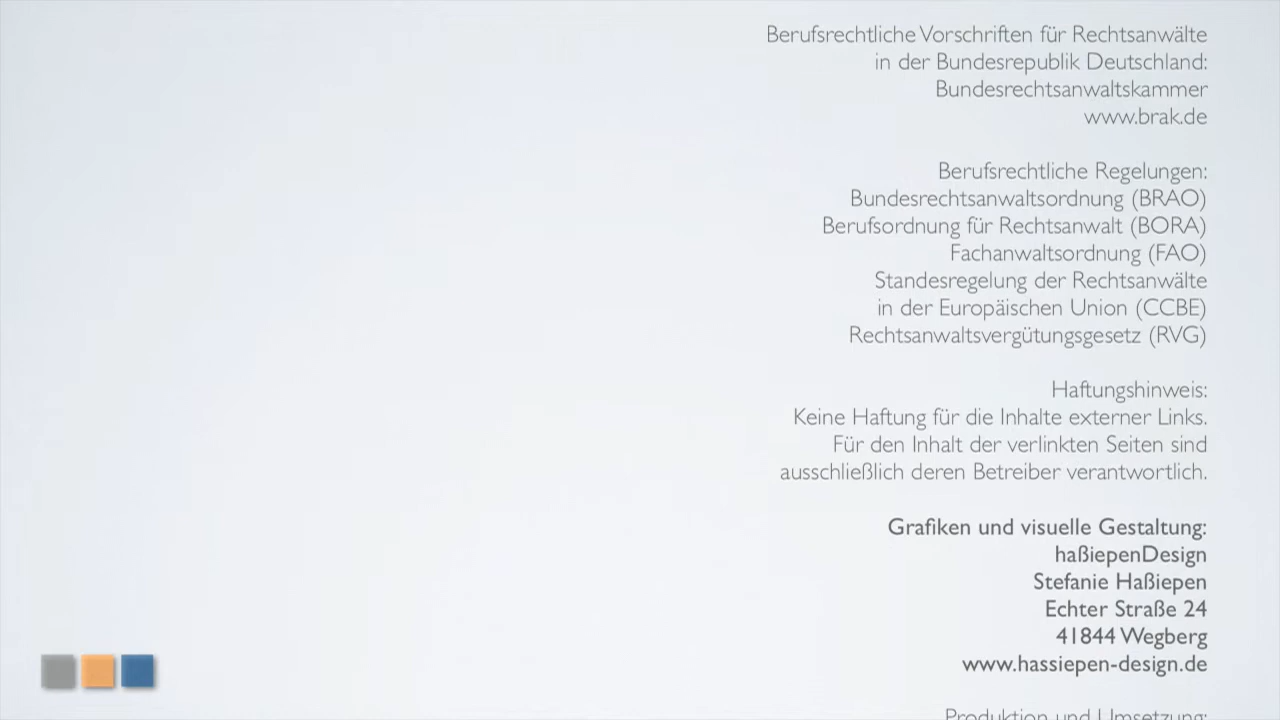 Berufsrechtliche Vorschriften für Rechtsanwälte
in der Bundesrepublik Deutschland:
Bundesrechtsanwaltskammer
www.brak.de
Berufsrechtliche Regelungen:
Bundesrechtsanwaltsordnung (BRAO)
Berufsordnung für Rechtsanwalt (BORA)
Fachanwaltsordnung (FAO)
Standesregelung der Rechtsanwälte
in der Europäischen Union (CCBE)
Rechtsanwaltsvergütungsgesetz (RVG)
Haftungshinweis:
Keine Haftung für die Inhalte externer Links.
Für den Inhalt der verlinkten Seiten sind
ausschließlich deren Betreiber verantwortlich.
Grafiken und visuelle Gestaltung:
haßiepenDesign
Stefanie Haßiepen
Echter Straße 24
41844 Wegberg
www.hassiepen-design.de
Produktion und Umsetzung: